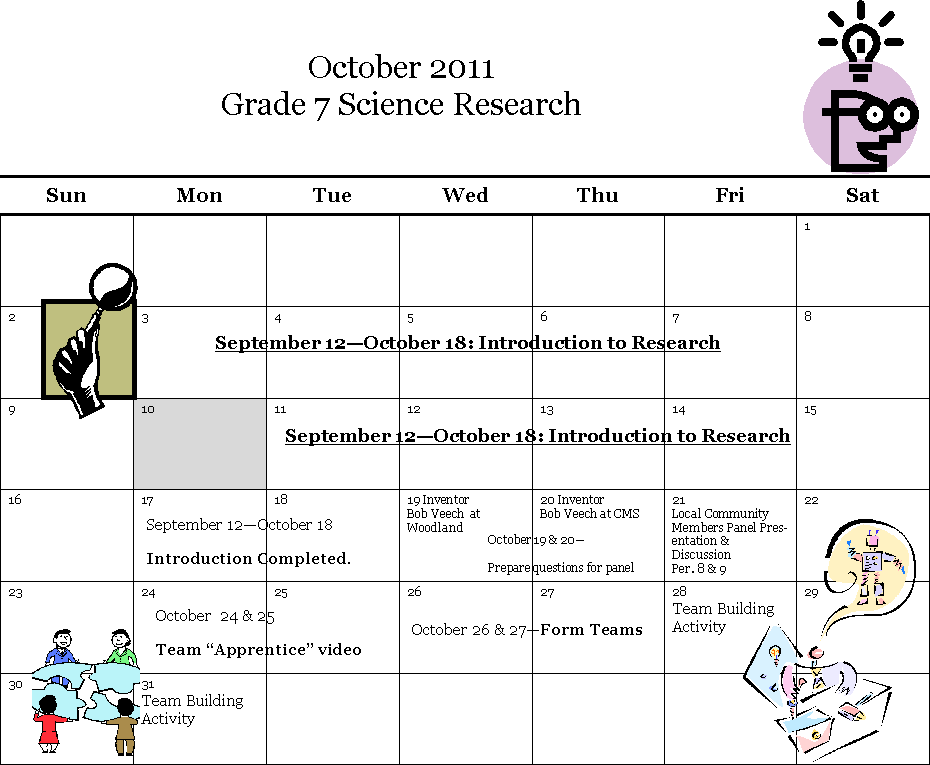 October 2011
Grade 7 Science Research
Sun Mon Tue Wed Thu Fri Sat
1
2 3 4 5 6 7 8
September 12—October 18: Introduction to Research
9 10 11 12 13 14 15
September 12—October 18: Introduction to Research
16
17
18
September 12—October 18
Introduction Completed.
19 Inventor
Bob Veech at
Woodland
20 Inventor
Bob Veech at CMS
October 19 & 20—
Prepare questions for panel
21
Local Community
Members Panel Pres-
entation &
Discussion
Per. 8 & 9
22
23
24
25
October 24 & 25
Team “Apprentice” video
26
27
October 26 & 27—Form Teams
28
Team Building
Activity
29
30
31
Team Building
Activity